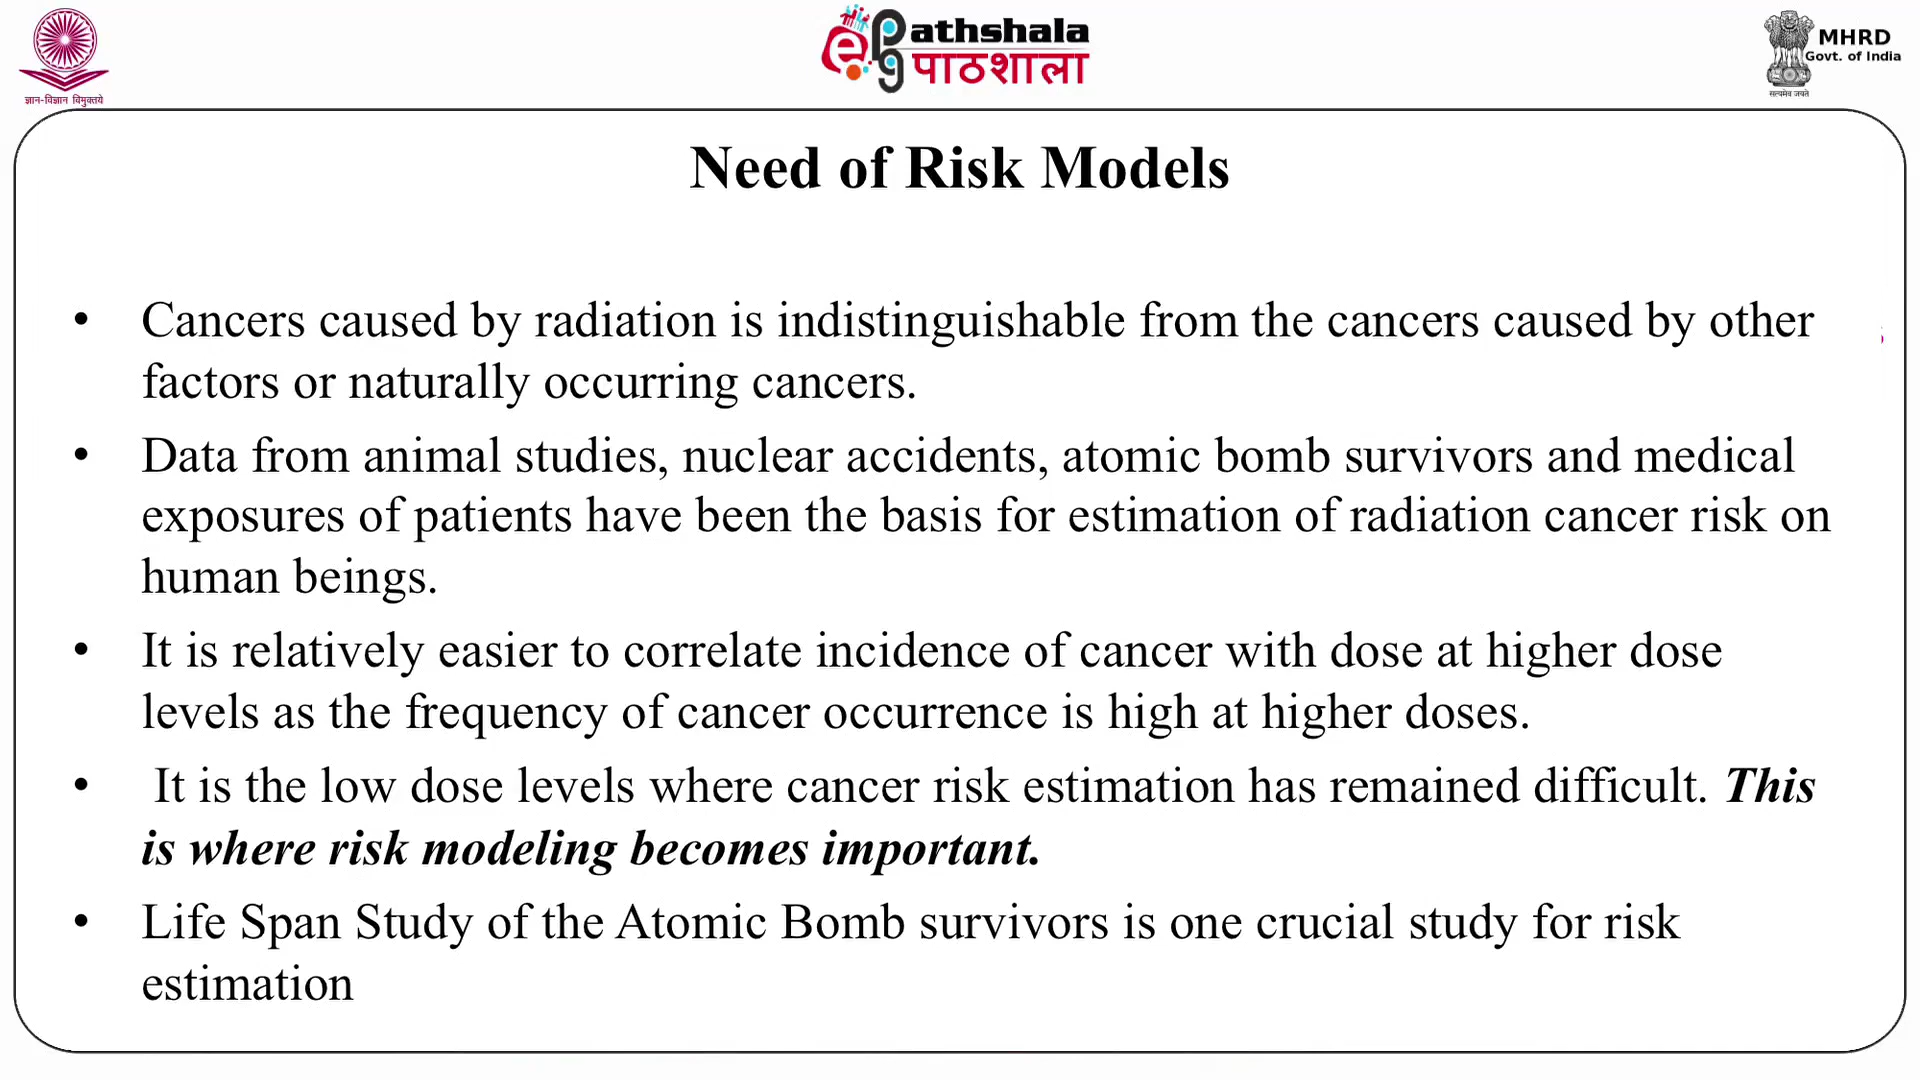 ePGathshala
पाठशाला
MHRD
Govt. of India
ज्ञान-विज्ञान विमुक्तये
सत्यमेव जयते
Need of Risk Models
• Cancers caused by radiation is indistinguishable from the cancers caused by other
factors or naturally occurring cancers.
• Data from animal studies, nuclear accidents, atomic bomb survivors and medical
exposures of patients have been the basis for estimation of radiation cancer risk on
human beings.
• It is relatively easier to correlate incidence of cancer with dose at higher dose
levels as the frequency of cancer occurrence is high at higher doses.
• It is the low dose levels where cancer risk estimation has remained difficult. This
is where risk modeling becomes important.
• Life Span Study of the Atomic Bomb survivors is one crucial study for risk
estimation